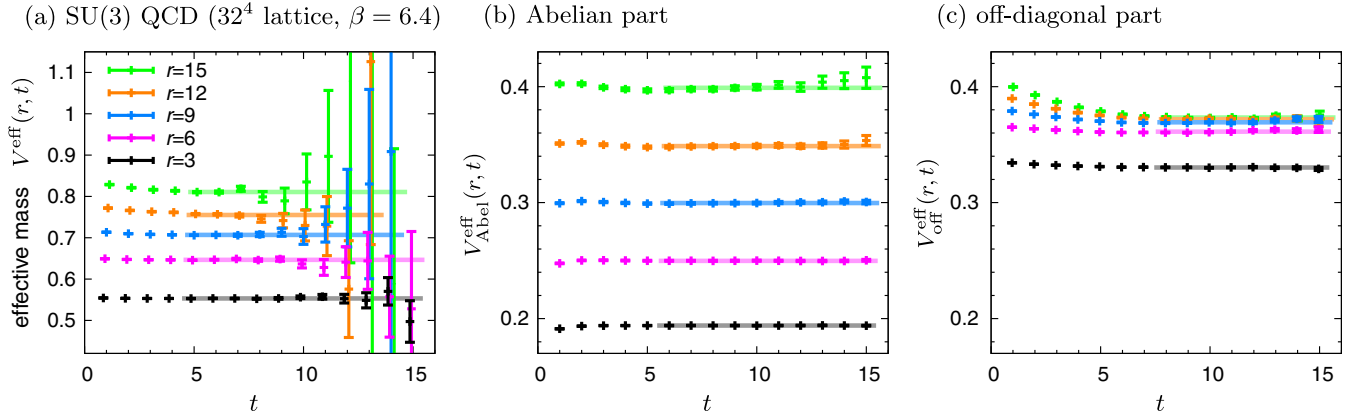 (a) SU(3) QCD (32⁴ lattice, β = 6.4)
effective mass V^eff(r, t)
1.1
1
0.9
0.8
0.7
0.6
0.5
r=15
r=12
r=9
r=6
r=3
0 5 10 15
t
(b) Abelian part
V^eff_Abel(r, t)
0.4
0.3
0.2
0 5 10 15
t
(c) off-diagonal part
V^eff_off(r, t)
0.4
0.3
0.2
0 5 10 15
t